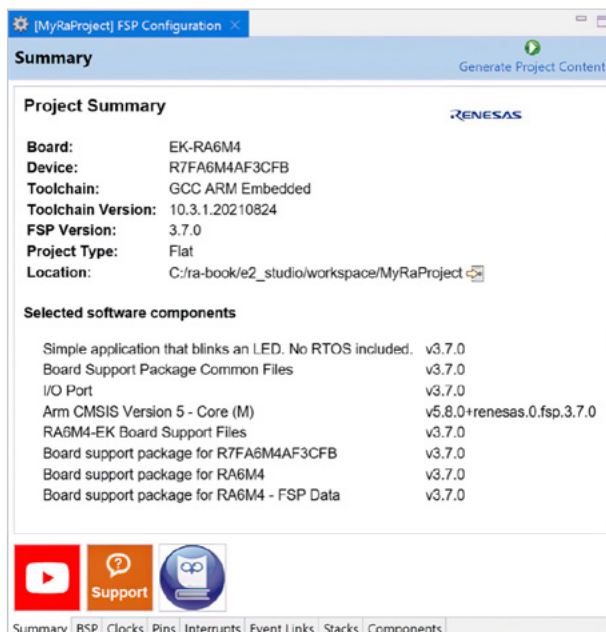 [MyRaProject] FSP Configuration
Summary
Generate Project Content
Project Summary
RENESAS
Board: EK-RA6M4
Device: R7FA6M4AF3CFB
Toolchain: GCC ARM Embedded
Toolchain Version: 10.3.1.20210824
FSP Version: 3.7.0
Project Type: Flat
Location: C:/ra-book/e2_studio/workspace/MyRaProject
Selected software components
Simple application that blinks an LED. No RTOS included. v3.7.0
Board Support Package Common Files v3.7.0
I/O Port v3.7.0
Arm CMSIS Version 5 - Core (M) v5.8.0+renesas.0.fsp.3.7.0
RA6M4-EK Board Support Files v3.7.0
Board support package for R7FA6M4AF3CFB v3.7.0
Board support package for RA6M4 v3.7.0
Board support package for RA6M4 - FSP Data v3.7.0
Support
Summary BSP Clocks Pins Interrupts Event Links Stacks Components